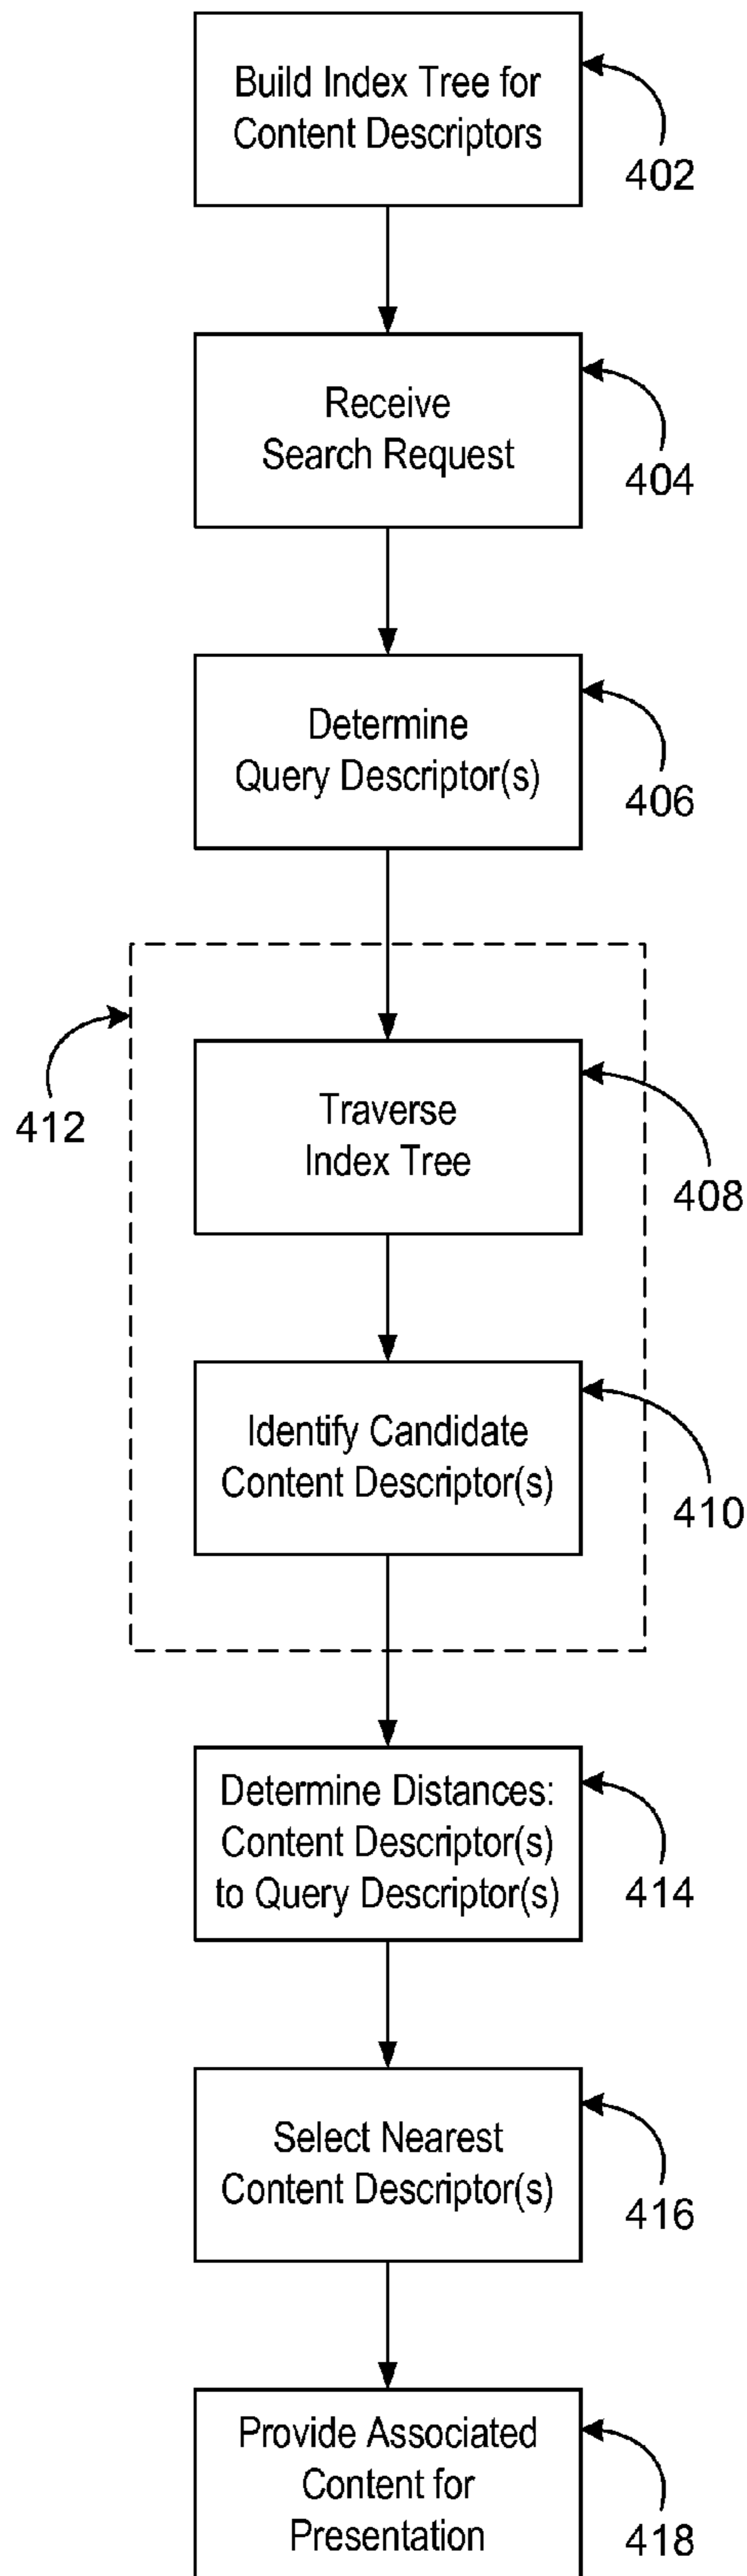 Build Index Tree for
Content Descriptors
402
Receive
Search Request
404
Determine
Query Descriptor(s)
406
412
Traverse
Index Tree
408
Identify Candidate
Content Descriptor(s)
410
Determine Distances:
Content Descriptor(s)
to Query Descriptor(s)
414
Select Nearest
Content Descriptor(s)
416
Provide Associated
Content for
Presentation
418